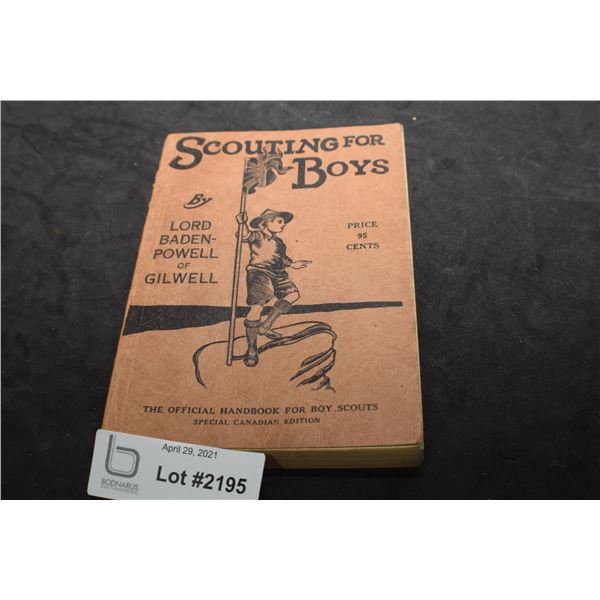 SCOUTING FOR
BOYS
By
LORD
BADEN-
POWELL
OF
GILWELL
PRICE
95
CENTS
THE OFFICIAL HANDBOOK FOR BOY SCOUTS
SPECIAL CANADIAN EDITION
April 29, 2021
Lot #2195
BODNARUS
AUCTIONEERING